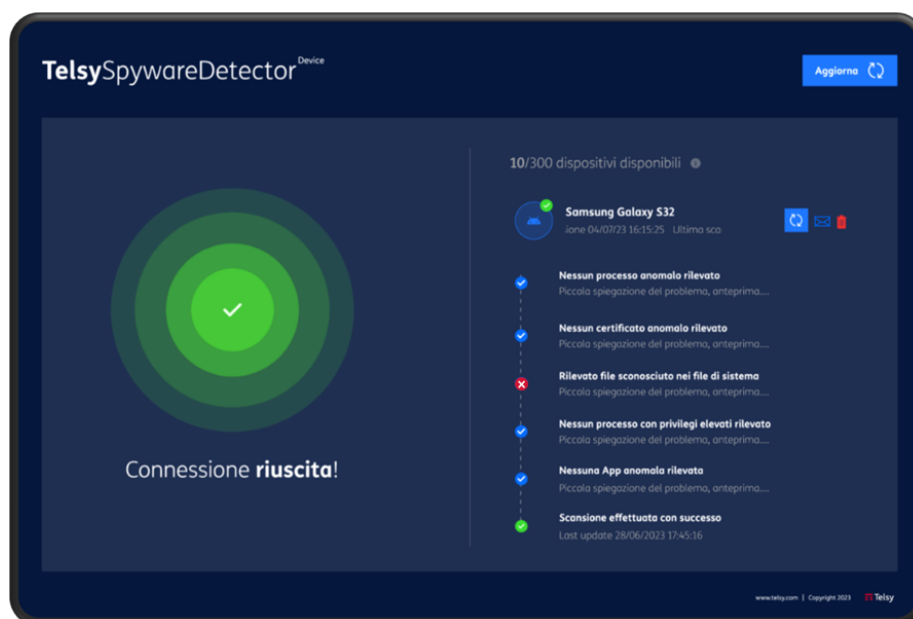 TelsySpywareDetector Device
Aggiorna
10/300 dispositivi disponibili
Samsung Galaxy S32
ione 04/07/23 16:15:25 Ultima sca
Nessun processo anomalo rilevato
Piccola spiegazione del problema, anteprima....
Nessun certificato anomalo rilevato
Piccola spiegazione del problema, anteprima....
Rilevato file sconosciuto nei file di sistema
Piccola spiegazione del problema, anteprima....
Nessun processo con privilegi elevati rilevato
Piccola spiegazione del problema, anteprima....
Nessuna App anomala rilevata
Piccola spiegazione del problema, anteprima....
Scansione effettuata con successo
Last update 28/06/2023 17:45:16
Connessione riuscita!
www.telsy.com | Copyright 2023 Telsy